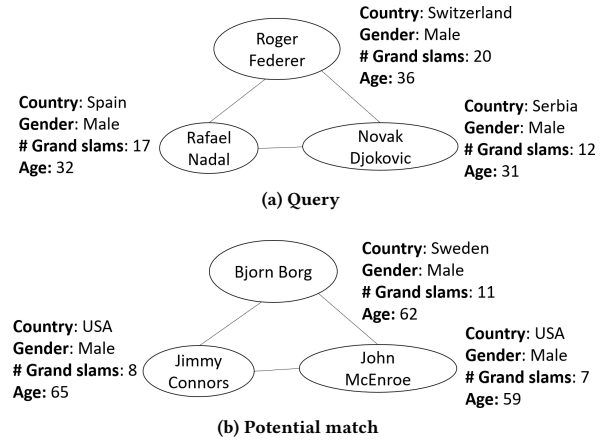 Roger
Federer
Country: Switzerland
Gender: Male
# Grand slams: 20
Age: 36
Country: Spain
Gender: Male
# Grand slams: 17
Age: 32
Rafael
Nadal
Novak
Djokovic
Country: Serbia
Gender: Male
# Grand slams: 12
Age: 31
(a) Query
Bjorn Borg
Country: Sweden
Gender: Male
# Grand slams: 11
Age: 62
Country: USA
Gender: Male
# Grand slams: 8
Age: 65
Jimmy
Connors
John
McEnroe
Country: USA
Gender: Male
# Grand slams: 7
Age: 59
(b) Potential match